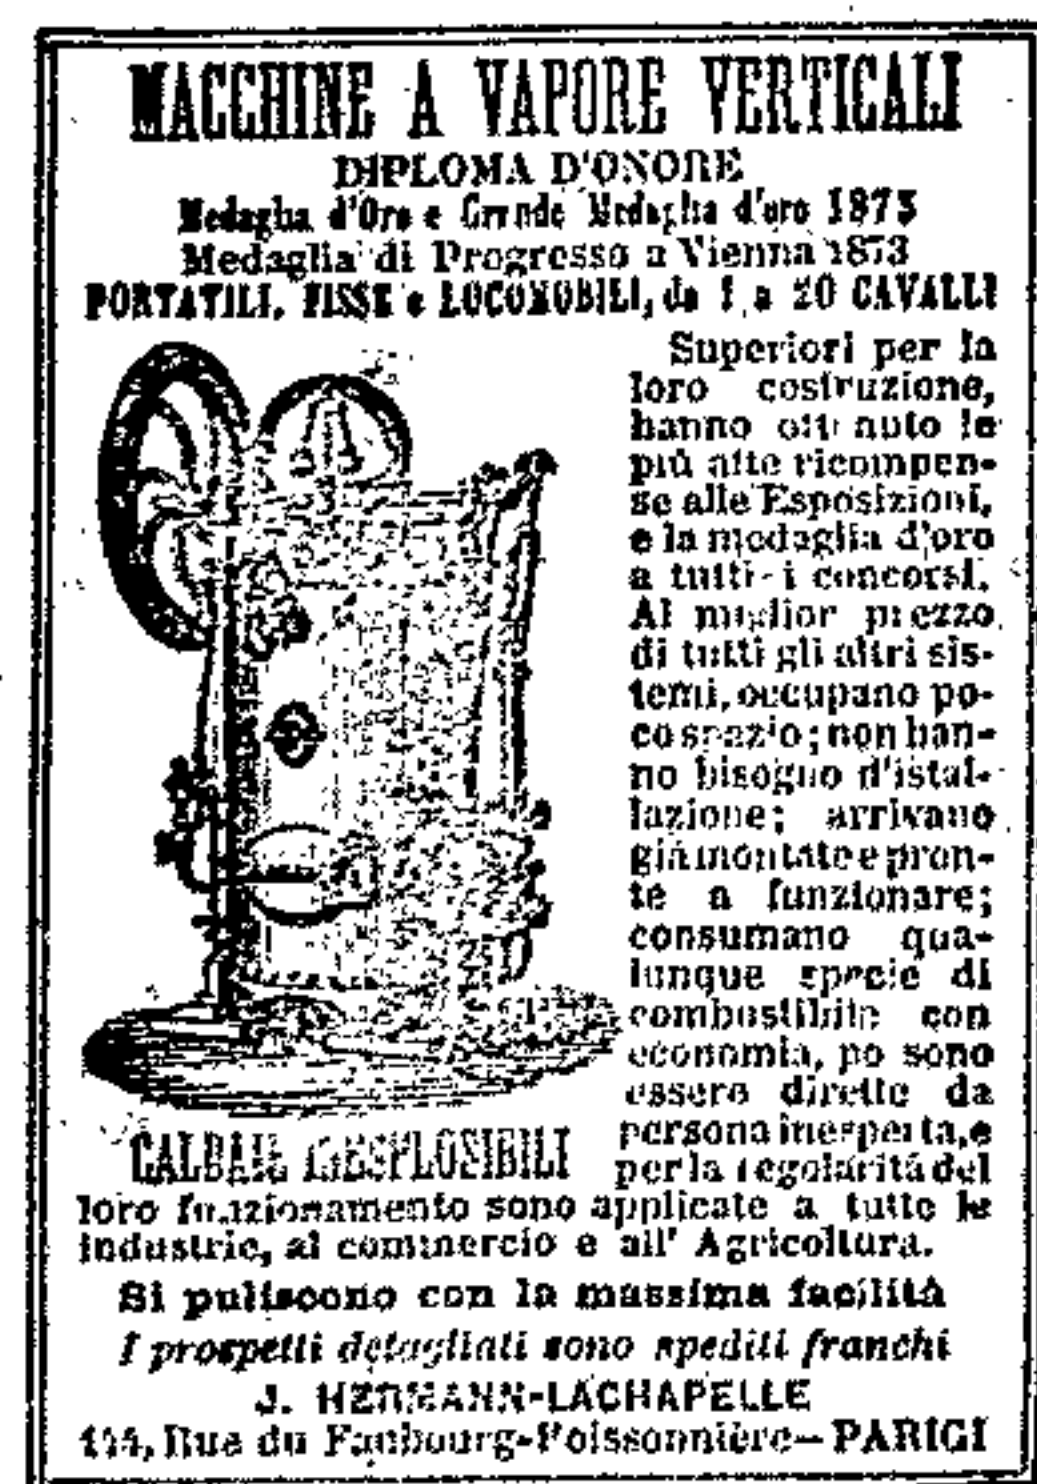 MACCHINE A VAPORE VERTICALI
DIPLOMA D'ONORE
Medaglia d'Oro e Grande Medaglia d'oro 1873
Medaglia di Progresso a Vienna 1873
PORTATILI, FISSE e LOCOMOBILI, da 1 a 20 CAVALLI
Superiori per la
loro costruzione,
hanno ottenuto le
più alte ricompen-
se alle Esposizioni,
e la medaglia d'oro
a tutti i concorsi.
Al miglior prezzo
di tutti gli altri sis-
temi, occupano po-
co spazio; non han-
no bisogno d'istal-
lazione; arrivano
già montate e pron-
te a funzionare;
consumano qua-
lunque specie di
combustibile con
economia, po sono
essere dirette da
persona inesperta, e
CALDAIE INESPLOSIBILI
per la regolarità del
loro funzionamento sono applicate a tutte le
industrie, al commercio e all' Agricoltura.
Si puliscono con la massima facilità
I prospetti detagliati sono spediti franchi
J. HERMANN-LACHAPELLE
Rue du Faubourg-Poissonnière — PARIGI